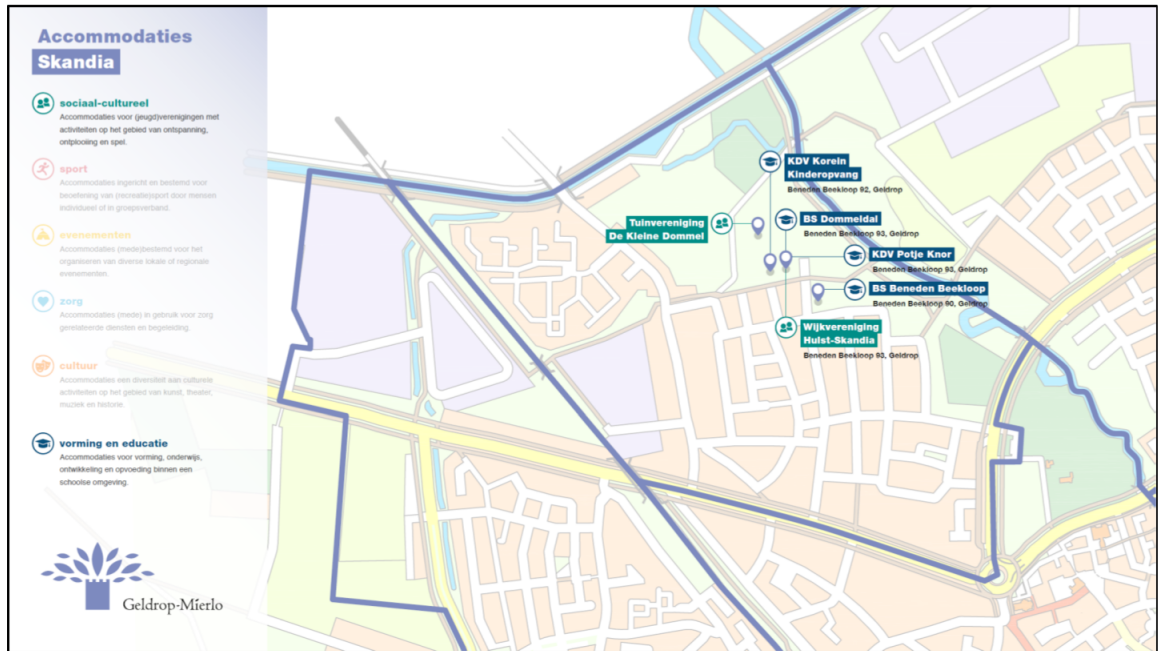 Accommodaties
Skandia
sociaal-cultureel
Accommodaties voor (jeugd)verenigingen met
activiteiten op het gebied van ontspanning,
ontplooiing en spel.
sport
Accommodaties ingericht en bestemd voor
beoefening van (recreatie)sport door mensen
individueel of in groepsverband.
evenementen
Accommodaties (mede)bestemd voor het
organiseren van diverse lokale of regionale
evenementen.
zorg
Accommodaties (mede) in gebruik voor zorg
gerelateerde diensten en begeleiding.
cultuur
Accommodaties een diversiteit aan culturele
activiteiten op het gebied van kunst, theater,
muziek en historie.
vorming en educatie
Accommodaties voor vorming, onderwijs,
ontwikkeling en opvoeding binnen een
schoolse omgeving.
Geldrop-Mierlo
KDV Korein
Kinderopvang
Beneden Beekloop 92, Geldrop
Tuinvereniging
De Kleine Dommel
BS Dommeldal
Beneden Beekloop 93, Geldrop
KDV Potje Knor
Beneden Beekloop 93, Geldrop
BS Beneden Beekloop
Beneden Beekloop 90, Geldrop
Wijkvereniging
Hulst-Skandia
Beneden Beekloop 93, Geldrop